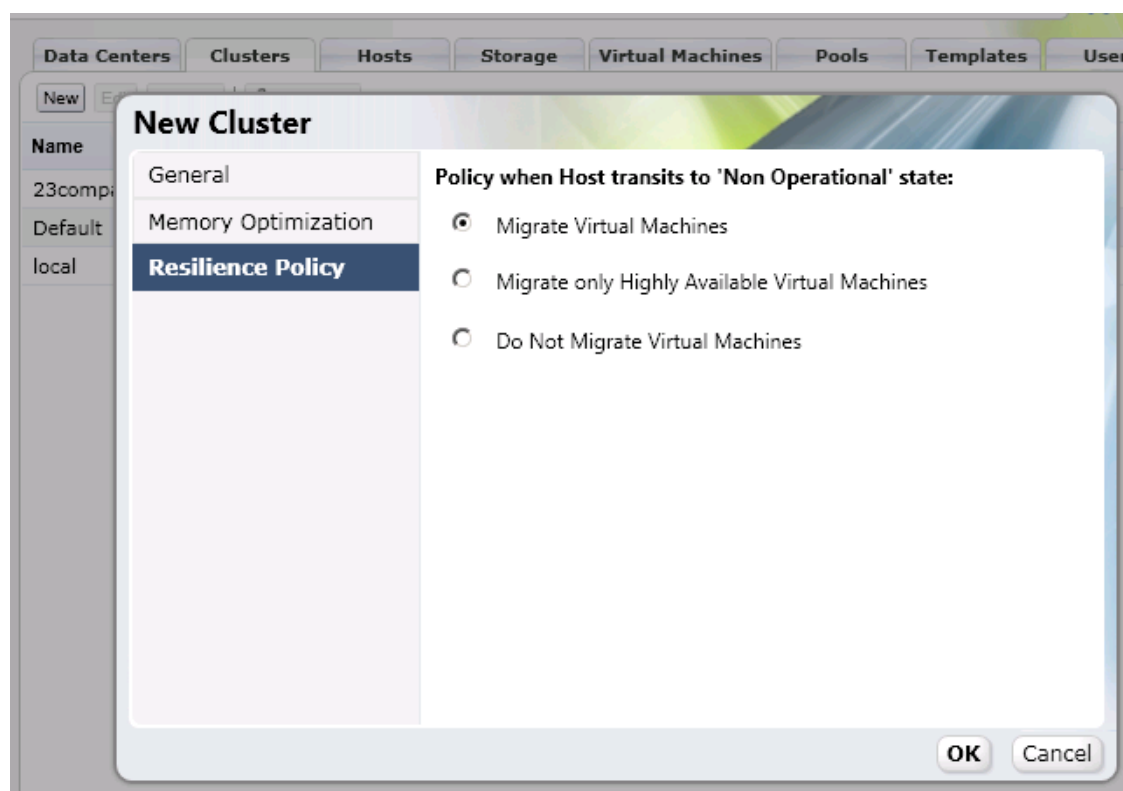 Data Centers Clusters Hosts Storage Virtual Machines Pools Templates
New
New Cluster
Name
General
Policy when Host transits to 'Non Operational' state:
Memory Optimization
Migrate Virtual Machines
Default
local
Resilience Policy
Migrate only Highly Available Virtual Machines
Do Not Migrate Virtual Machines
OK Cancel